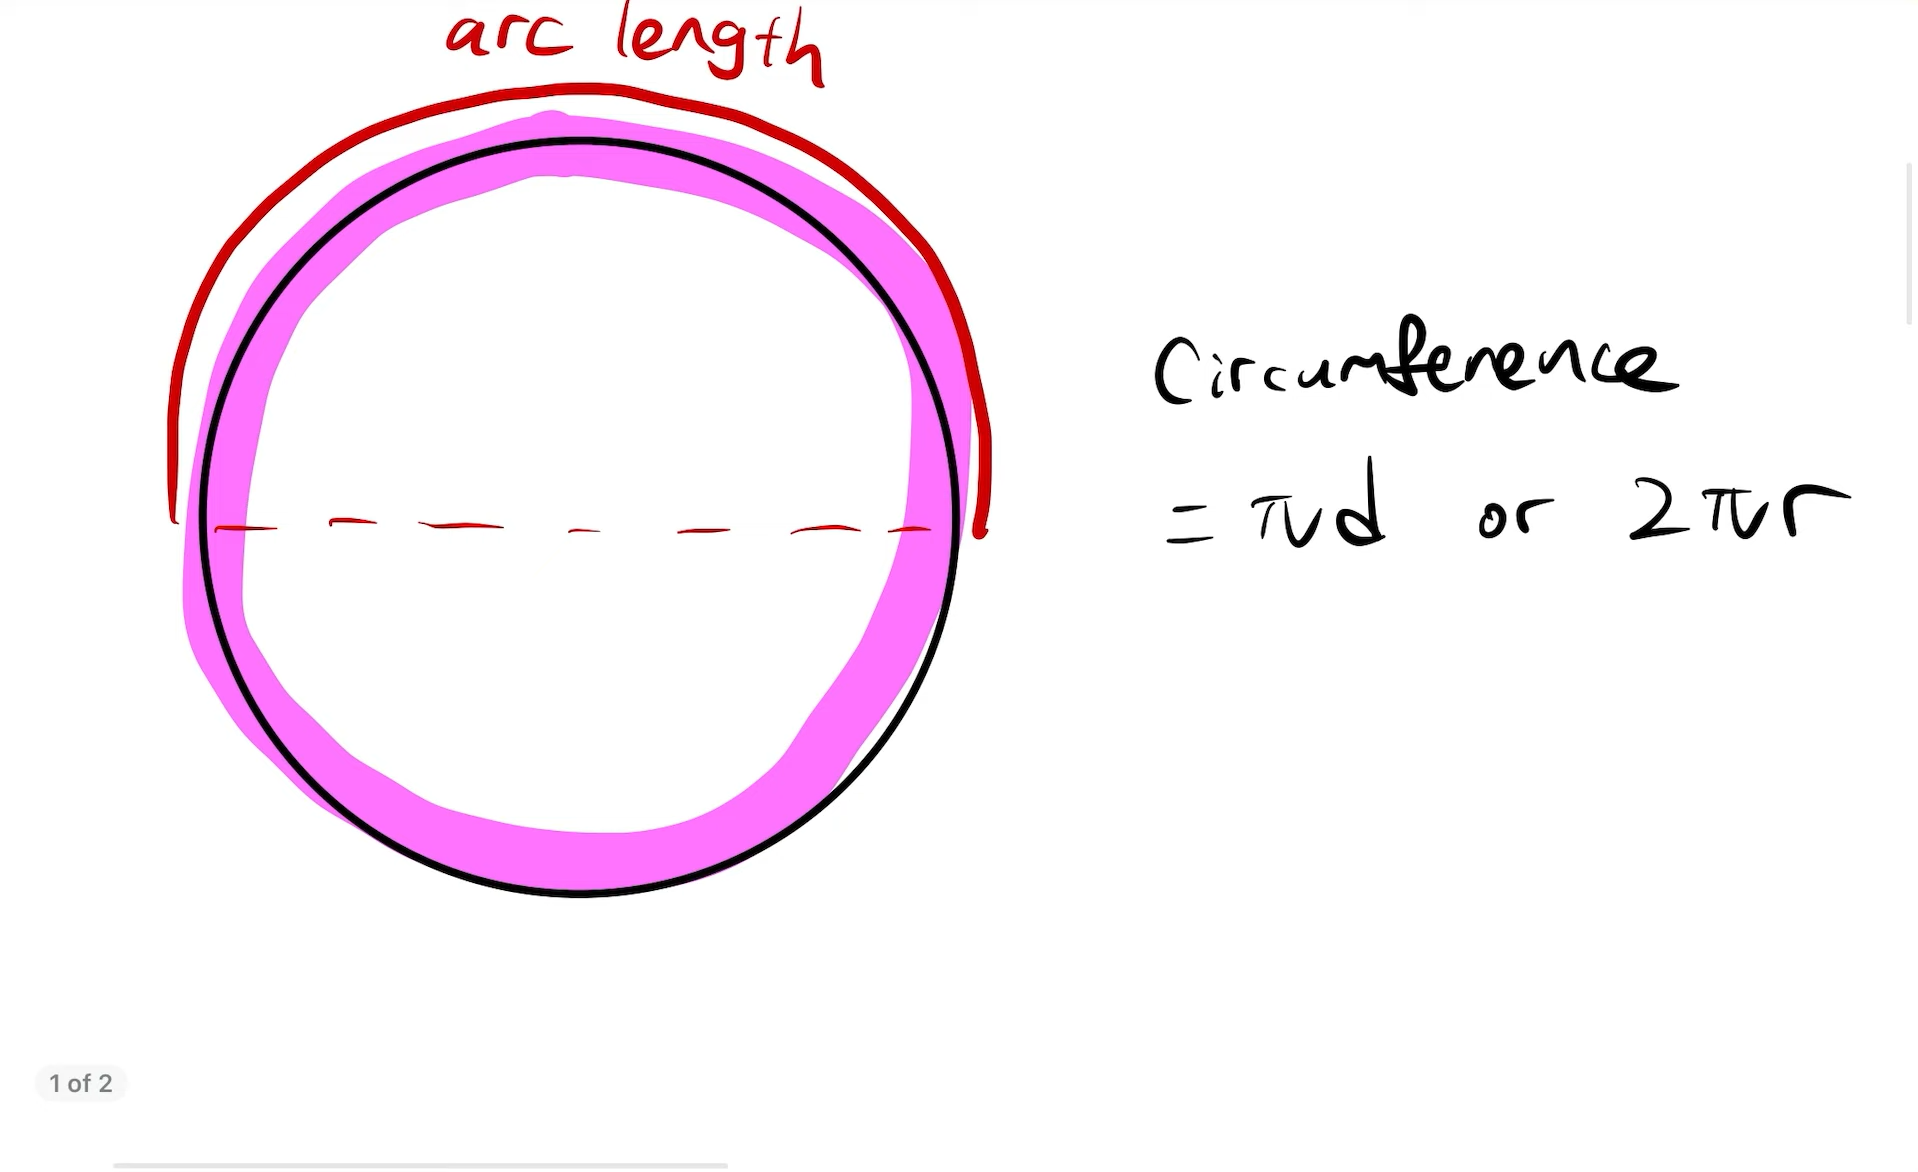 arc length
Circumference
= πd or 2πr
1 of 2